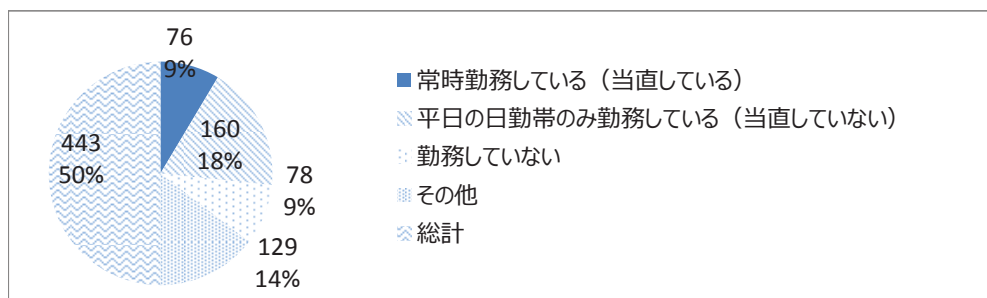 76
9%
160
18%
78
9%
129
14%
443
50%
常時勤務している（当直している）
平日の日勤帯のみ勤務している（当直していない）
勤務していない
その他
総計